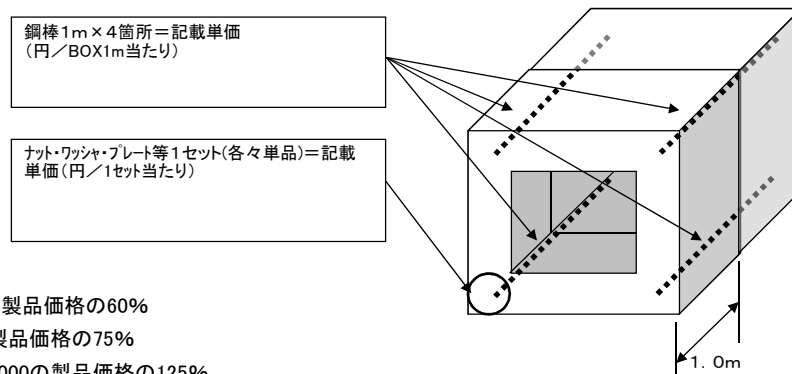 鋼棒1m×4箇所=記載単価
(円/BOX1m当たり)
ナット・ワッシャ・プレート等1セット(各々単品)=記載
単価(円/1セット当たり)
製品価格の60%
製品価格の75%
000の製品価格の125%
1.0m